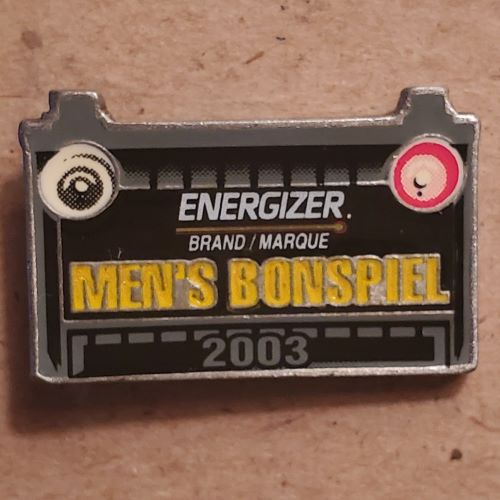 ENERGIZER.
BRAND / MARQUE
MEN'S BONSPIEL
2003